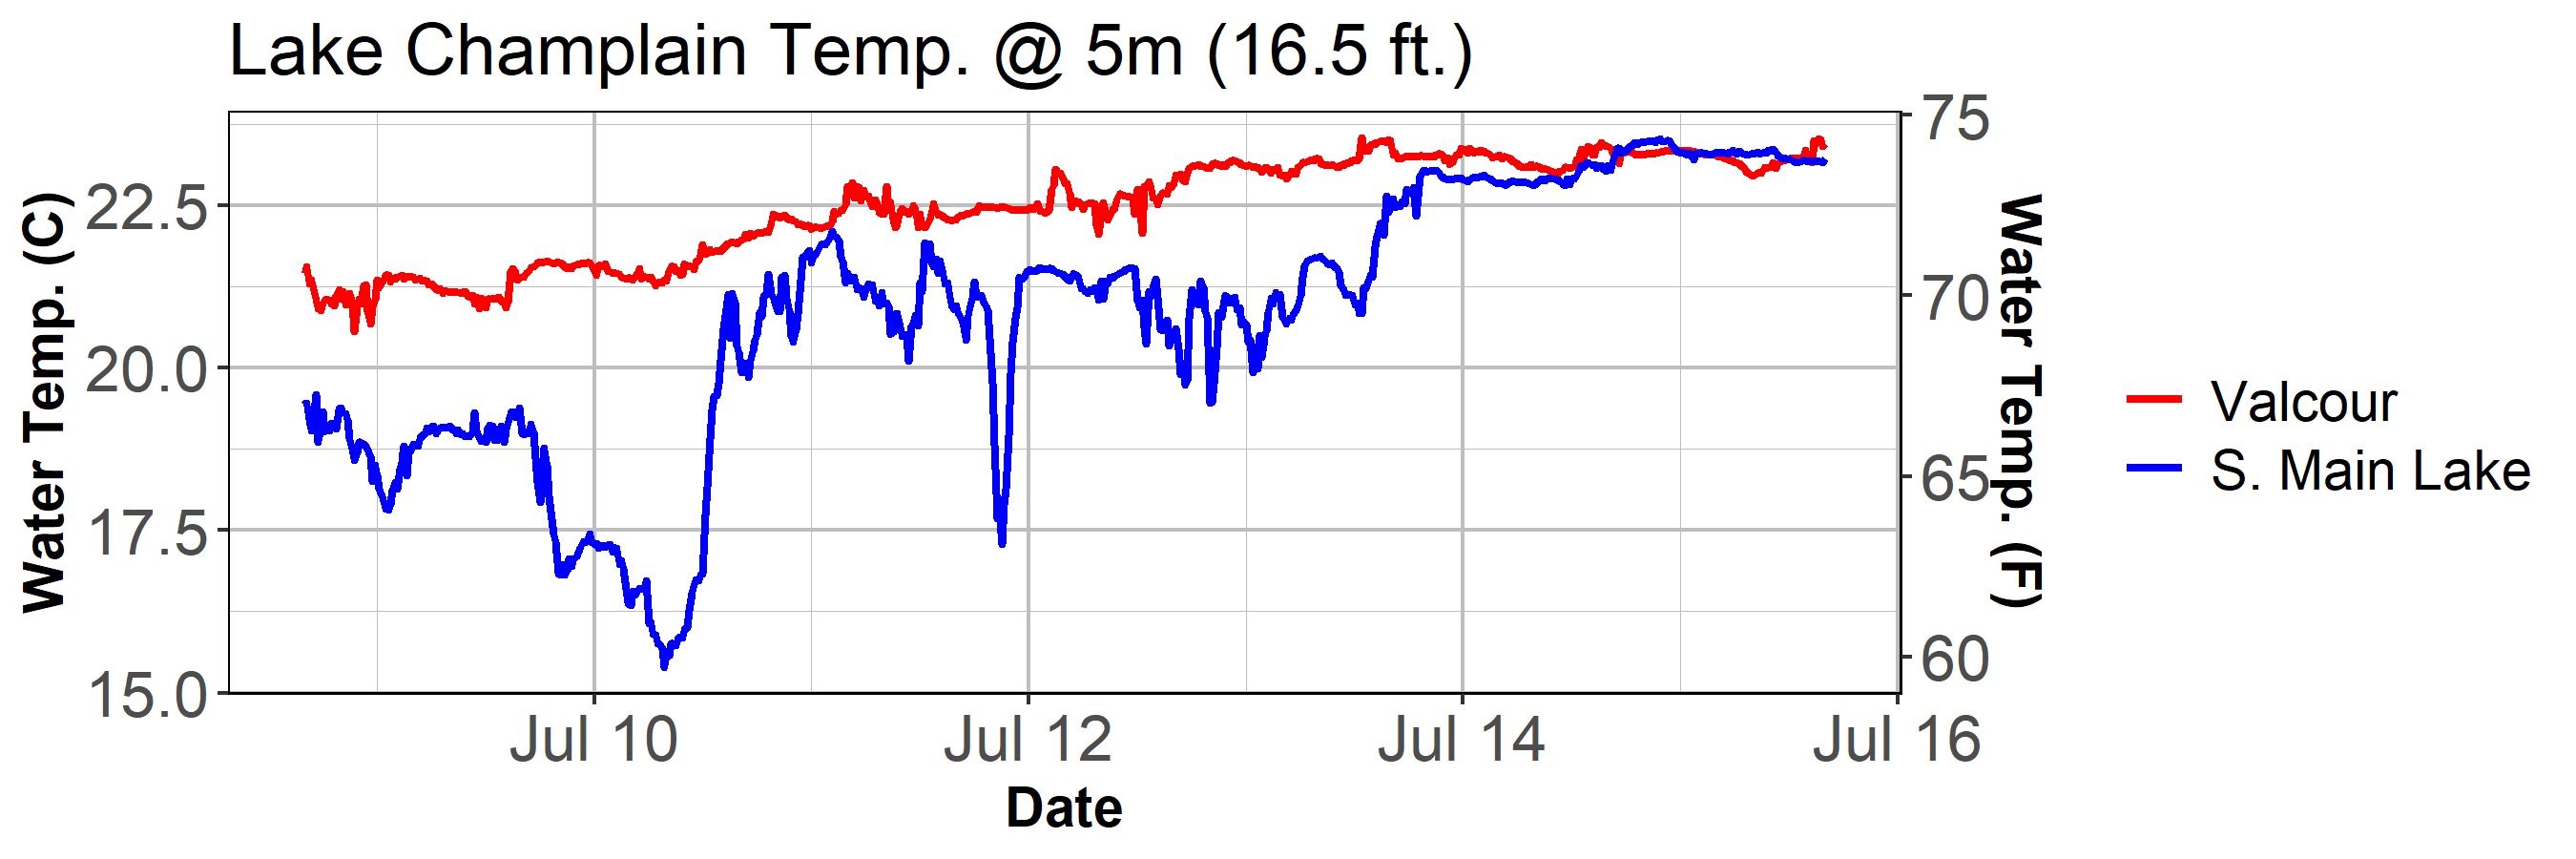 Lake Champlain Temp. @ 5m (16.5 ft.)
Water Temp. (C)
22.5
20.0
17.5
15.0
75
70
65
60
Water Temp. (F)
Jul 10
Jul 12
Jul 14
Jul 16
Date
Valcour
S. Main Lake